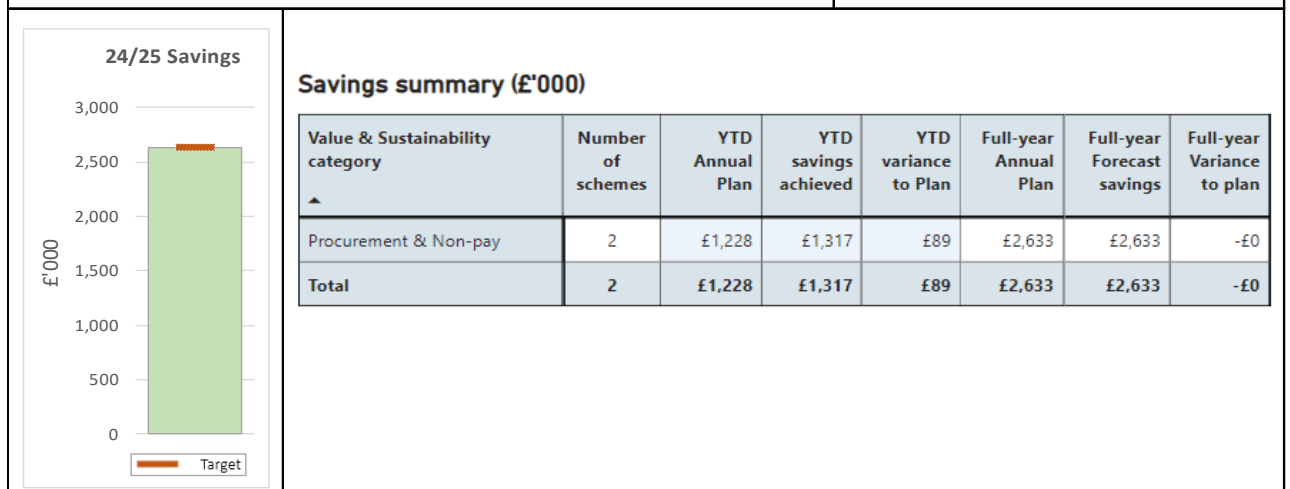 24/25 Savings
3,000
2,500
2,000
1,500
1,000
500
0
£'000
Target
Savings summary (£'000)
Value & Sustainability category Number of schemes YTD Annual Plan YTD savings achieved YTD variance to Plan Full-year Annual Plan Full-year Forecast savings Full-year Variance to plan
Procurement & Non-pay 2 £1,228 £1,317 £89 £2,633 £2,633 -£0
Total 2 £1,228 £1,317 £89 £2,633 £2,633 -£0